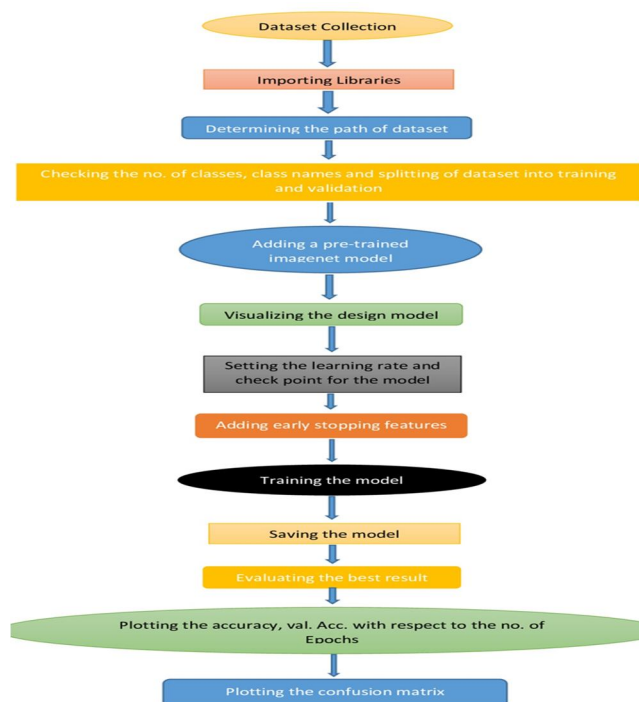 Dataset Collection
Importing Libraries
Determining the path of dataset
Checking the no. of classes, class names and splitting of dataset into training
and validation
Adding a pre-trained
imagenet model
Visualizing the design model
Setting the learning rate and
check point for the model
Adding early stopping features
Training the model
Saving the model
Evaluating the best result
Plotting the accuracy, val. Acc. with respect to the no. of
Epochs
Plotting the confusion matrix